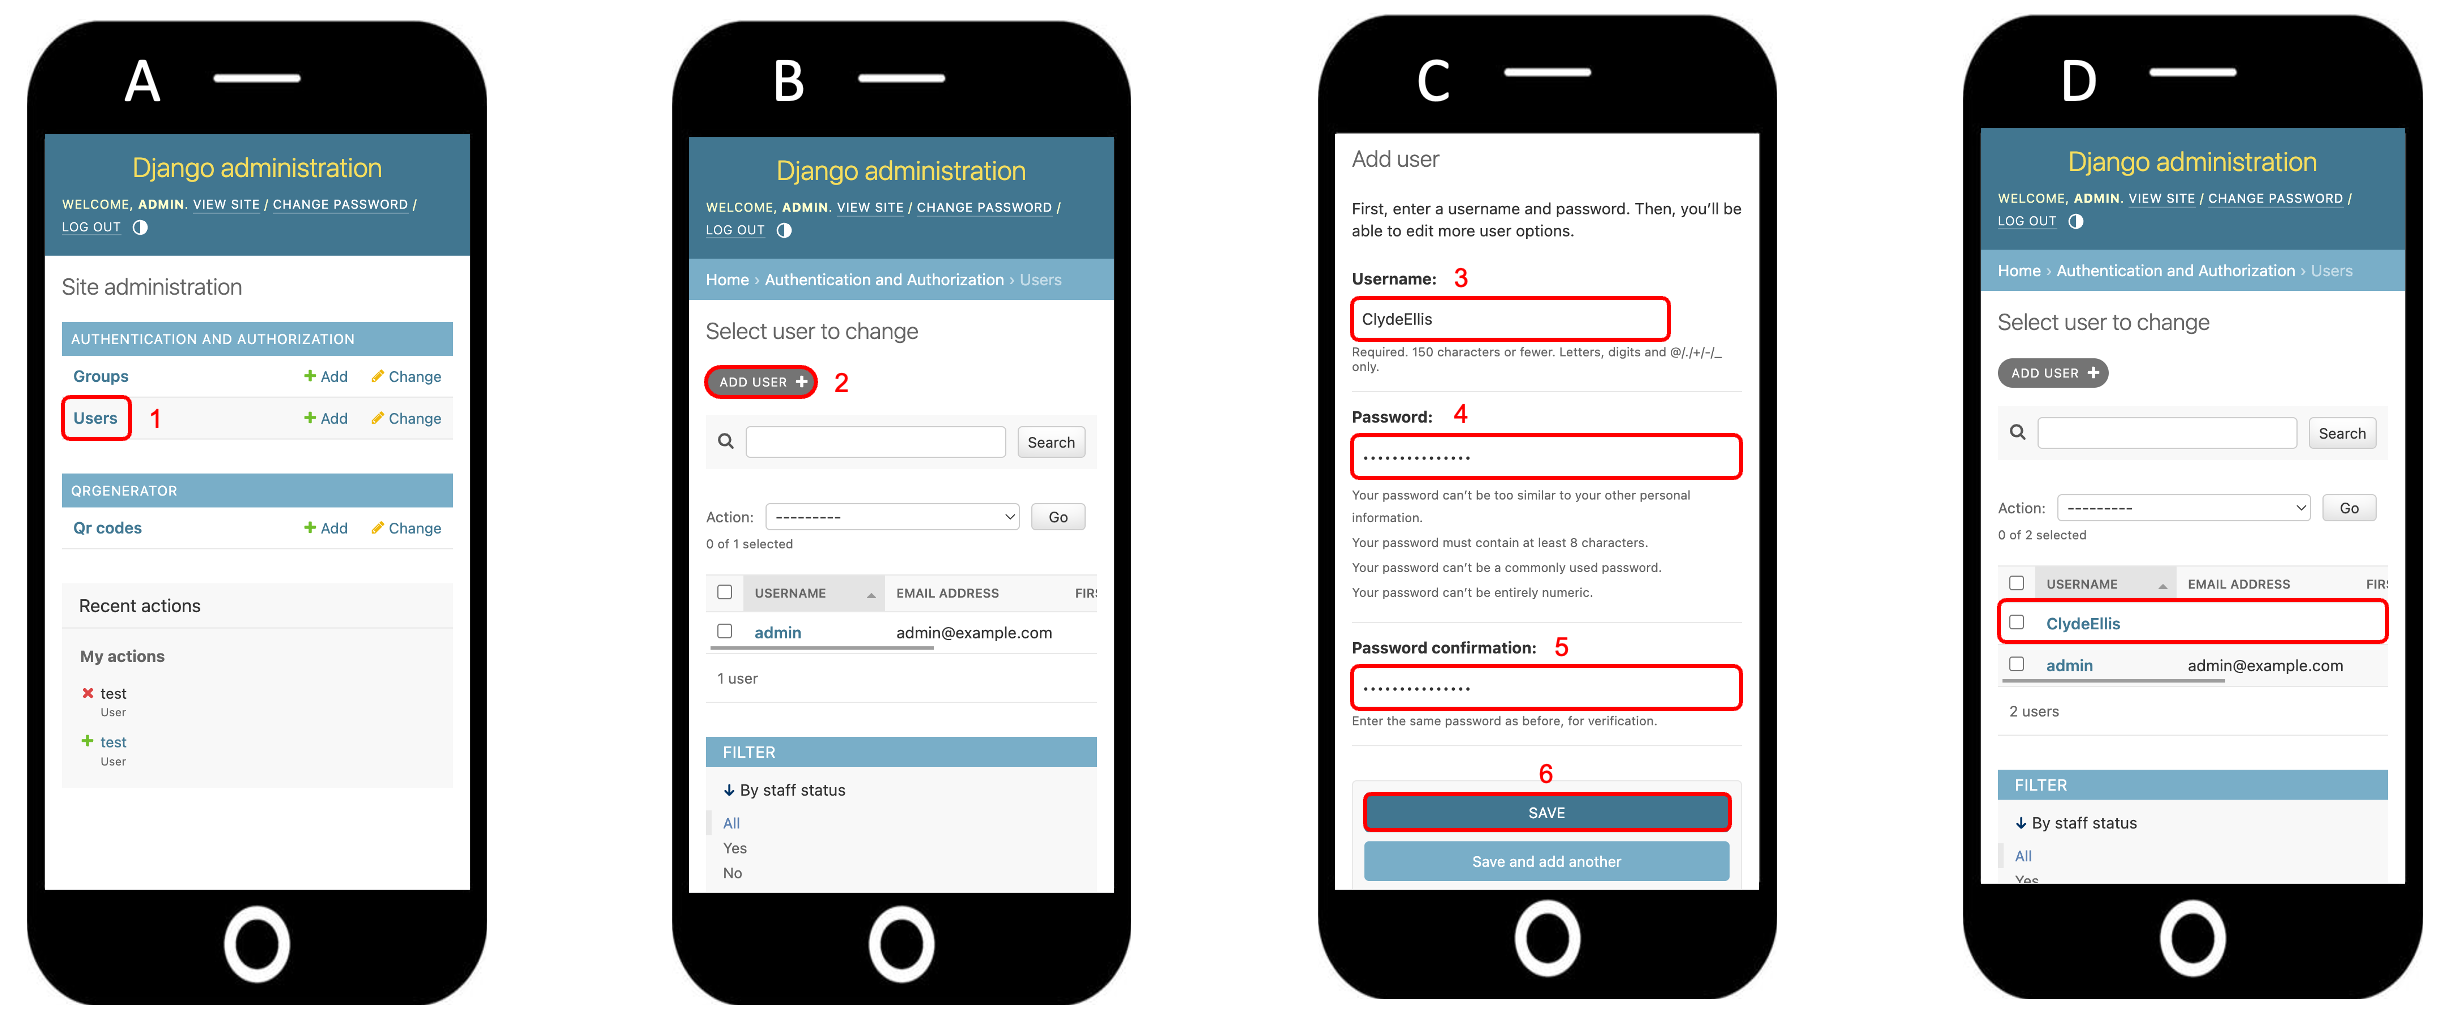 A
Django administration
WELCOME, ADMIN. VIEW SITE / CHANGE PASSWORD /
LOG OUT
Site administration
AUTHENTICATION AND AUTHORIZATION
Groups + Add Change
Users 1 + Add Change
QRGENERATOR
Qr codes + Add Change
Recent actions
My actions
test
User
+ test
User
B
Django administration
WELCOME, ADMIN. VIEW SITE / CHANGE PASSWORD /
LOG OUT
Home › Authentication and Authorization › Users
Select user to change
ADD USER + 2
Search
Action: --------- Go
0 of 1 selected
USERNAME EMAIL ADDRESS FIRS
admin admin@example.com
1 user
FILTER
↓ By staff status
All
Yes
No
C
Add user
First, enter a username and password. Then, you’ll be
able to edit more user options.
Username: 3
ClydeEllis
Required. 150 characters or fewer. Letters, digits and @/./+/-/_
only.
Password: 4
•••••••••••••••
Your password can’t be too similar to your other personal
information.
Your password must contain at least 8 characters.
Your password can’t be a commonly used password.
Your password can’t be entirely numeric.
Password confirmation: 5
•••••••••••••••
Enter the same password as before, for verification.
6
SAVE
Save and add another
D
Django administration
WELCOME, ADMIN. VIEW SITE / CHANGE PASSWORD /
LOG OUT
Home › Authentication and Authorization › Users
Select user to change
ADD USER +
Search
Action: --------- Go
0 of 2 selected
USERNAME EMAIL ADDRESS FIRS
ClydeEllis
admin admin@example.com
2 users
FILTER
↓ By staff status
All
Yes